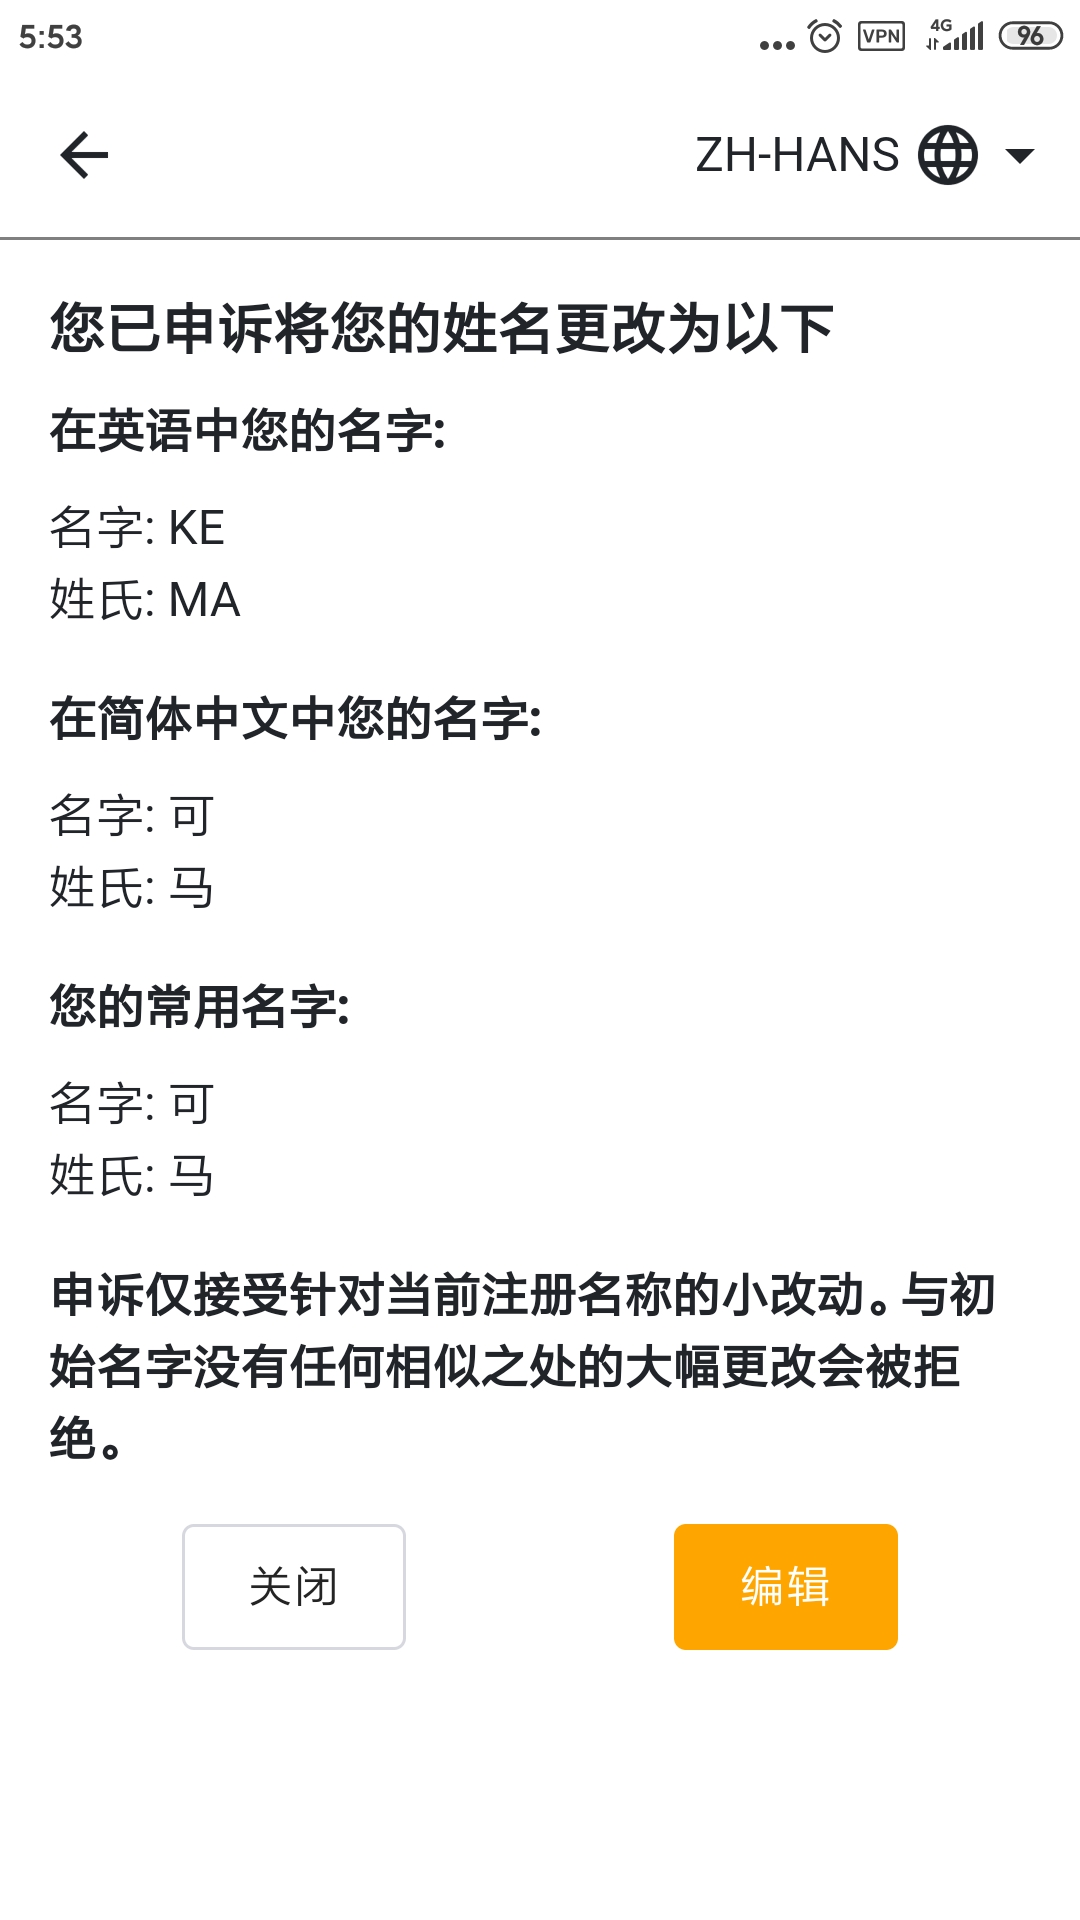 5:53
VPN 4G 96
ZH-HANS
您已申诉将您的姓名更改为以下
在英语中您的名字:
名字: KE
姓氏: MA
在简体中文中您的名字:
名字: 可
姓氏: 马
您的常用名字:
名字: 可
姓氏: 马
申诉仅接受针对当前注册名称的小改动。与初
始名字没有任何相似之处的大幅更改会被拒
绝。
关闭
编辑